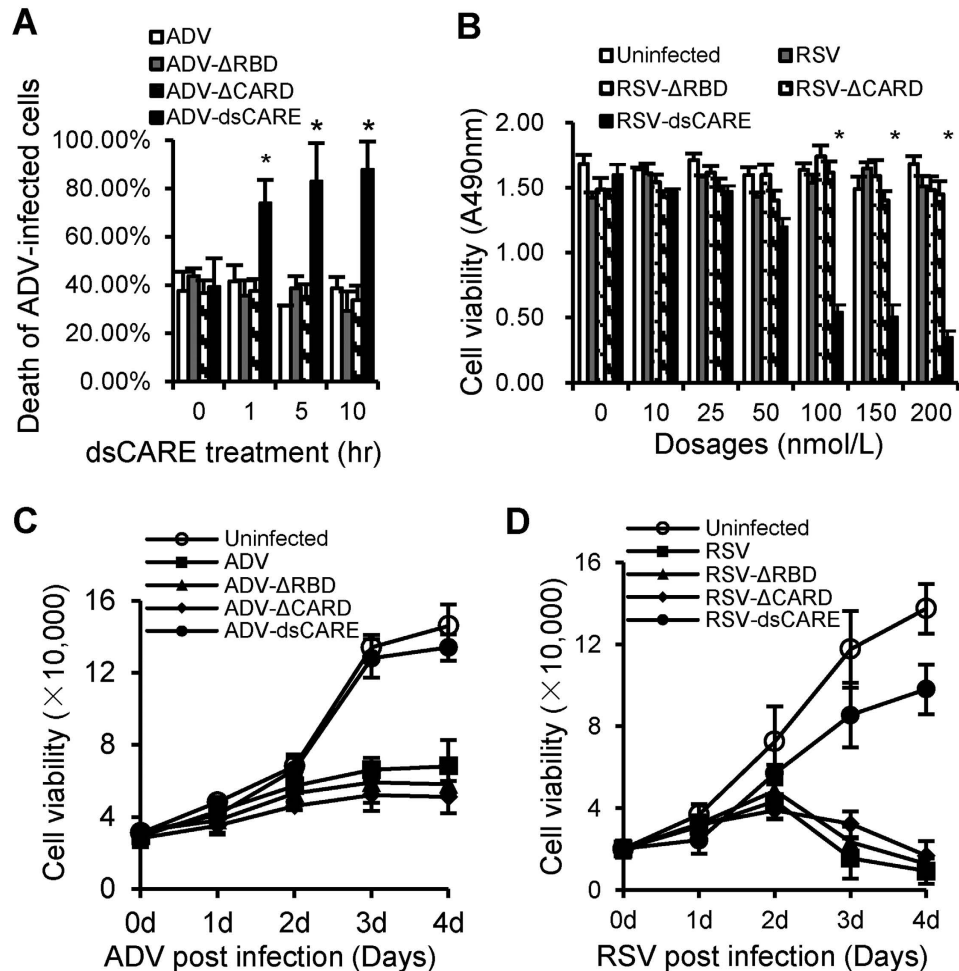 A
ADV
ADV-ΔRBD
ADV-ΔCARD
ADV-dsCARE
Death of ADV-infected cells
100.00%
80.00%
60.00%
40.00%
20.00%
0.00%
* * *
0 1 5 10
dsCARE treatment (hr)
B
Uninfected RSV
RSV-ΔRBD RSV-ΔCARD
RSV-dsCARE
Cell viability (A490nm)
2.00
1.50
1.00
0.50
0.00
* * *
0 10 25 50 100 150 200
Dosages (nmol/L)
C
Uninfected
ADV
ADV-ΔRBD
ADV-ΔCARD
ADV-dsCARE
Cell viability (×10,000)
16
12
8
4
0
0d 1d 2d 3d 4d
ADV post infection (Days)
D
Uninfected
RSV
RSV-ΔRBD
RSV-ΔCARD
RSV-dsCARE
Cell viability (×10,000)
16
12
8
4
0
0d 1d 2d 3d 4d
RSV post infection (Days)